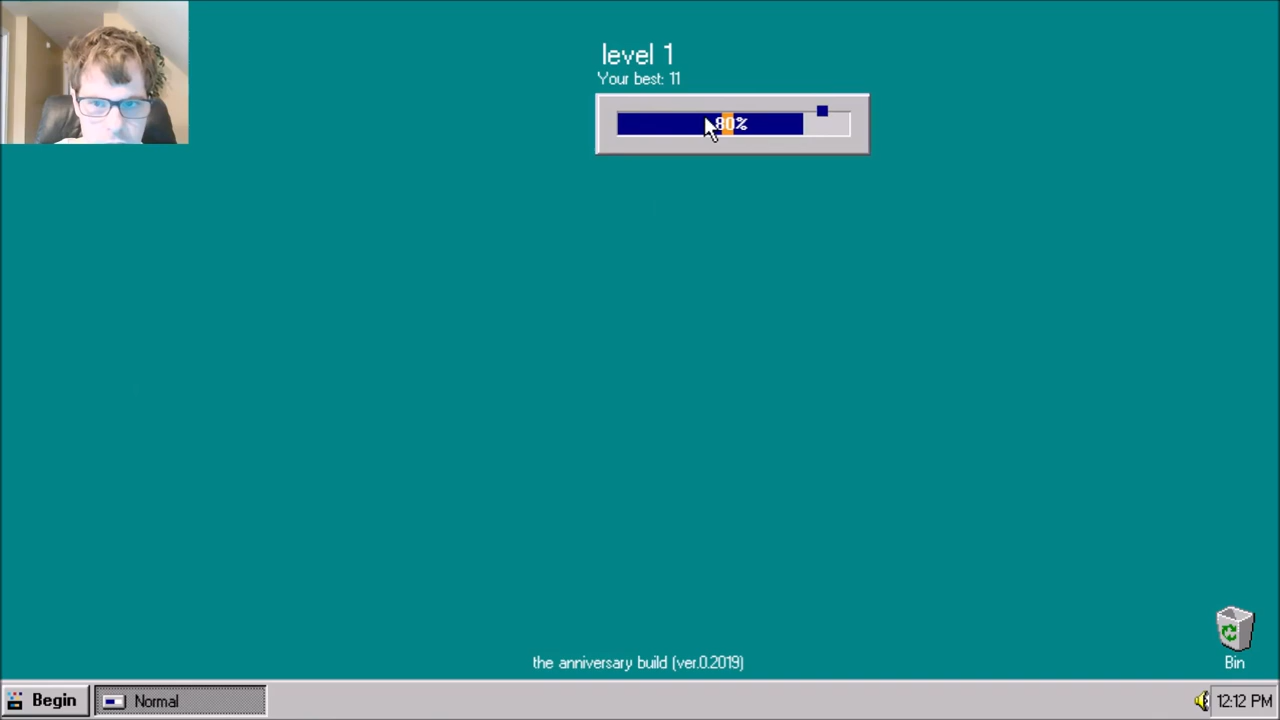 level 1
Your best: 11
80%
the anniversary build (ver.0.2019)
Bin
Begin
Normal
12:12 PM